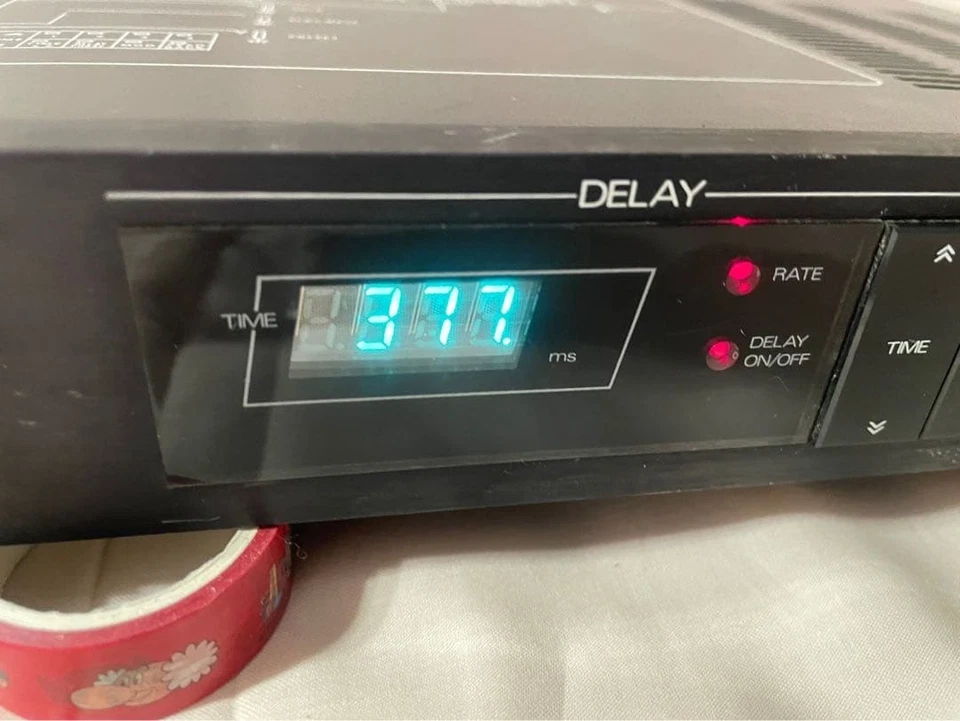 DELAY
TIME
377.
ms
RATE
DELAY
ON/OFF
TIME